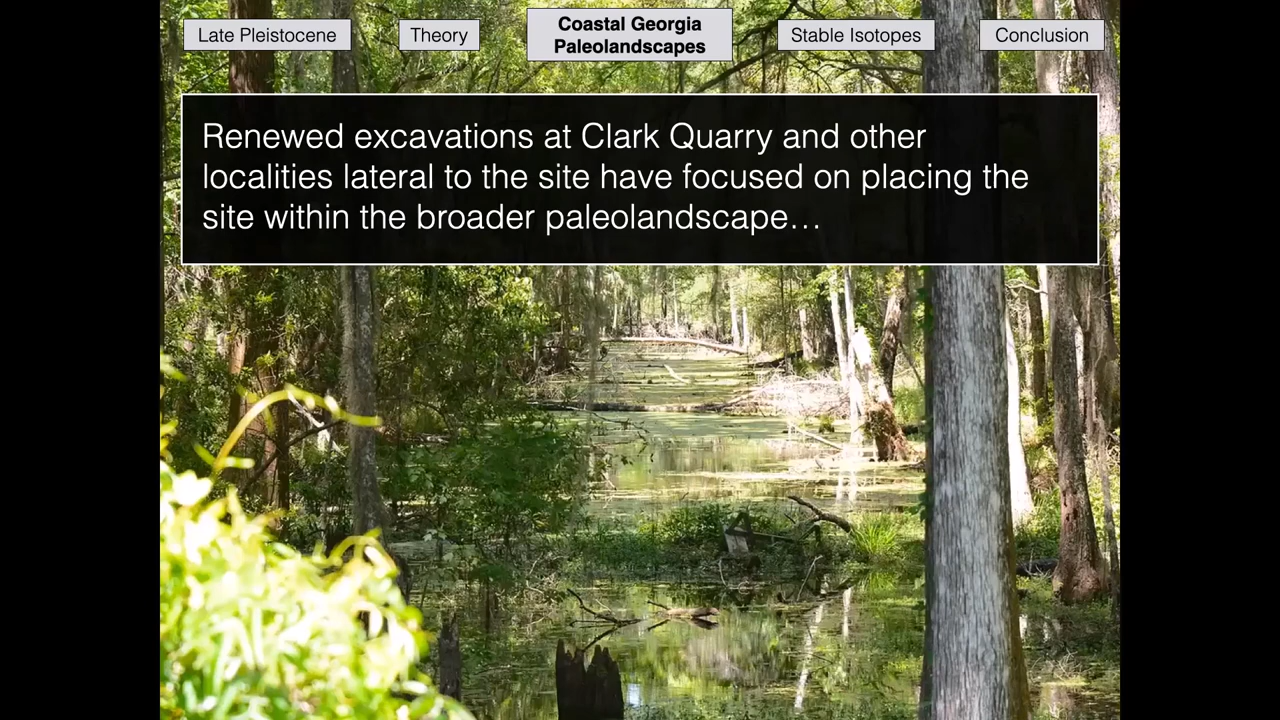 Late Pleistocene
Theory
Coastal Georgia
Paleolandscapes
Stable Isotopes
Conclusion
Renewed excavations at Clark Quarry and other
localities lateral to the site have focused on placing the
site within the broader paleolandscape…